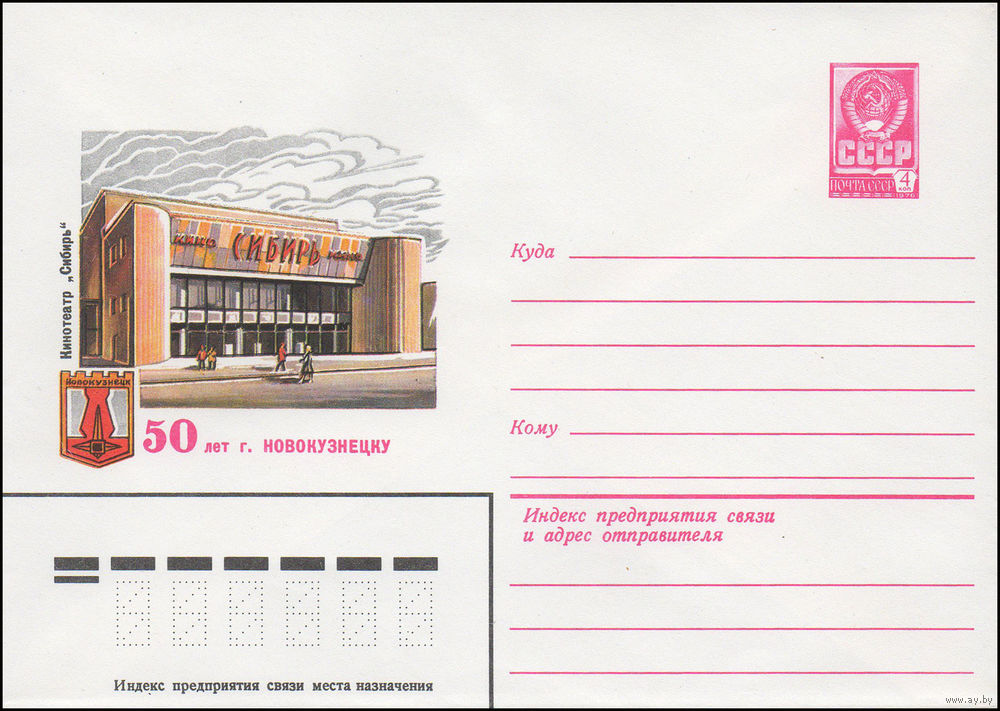 СССР
ПОЧТА СССР
4
коп
1976
Кинотеатр „Сибирь“
КИНО СИБИРЬ КИНО
НОВОКУЗНЕЦК
50 лет г. НОВОКУЗНЕЦКУ
Куда
Кому
Индекс предприятия связи
и адрес отправителя
Индекс предприятия связи места назначения
www.ay.by